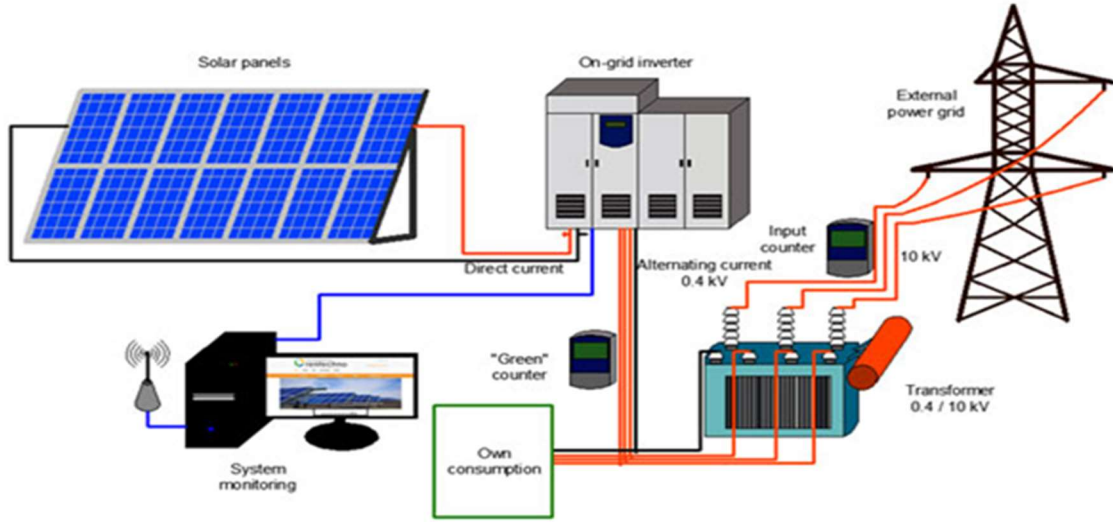 Solar panels
On-grid inverter
External
power grid
Input
counter
10 kV
Direct current
Alternating current
0.4 kV
"Green"
counter
Transformer
0.4 / 10 kV
Own
consumption
System
monitoring